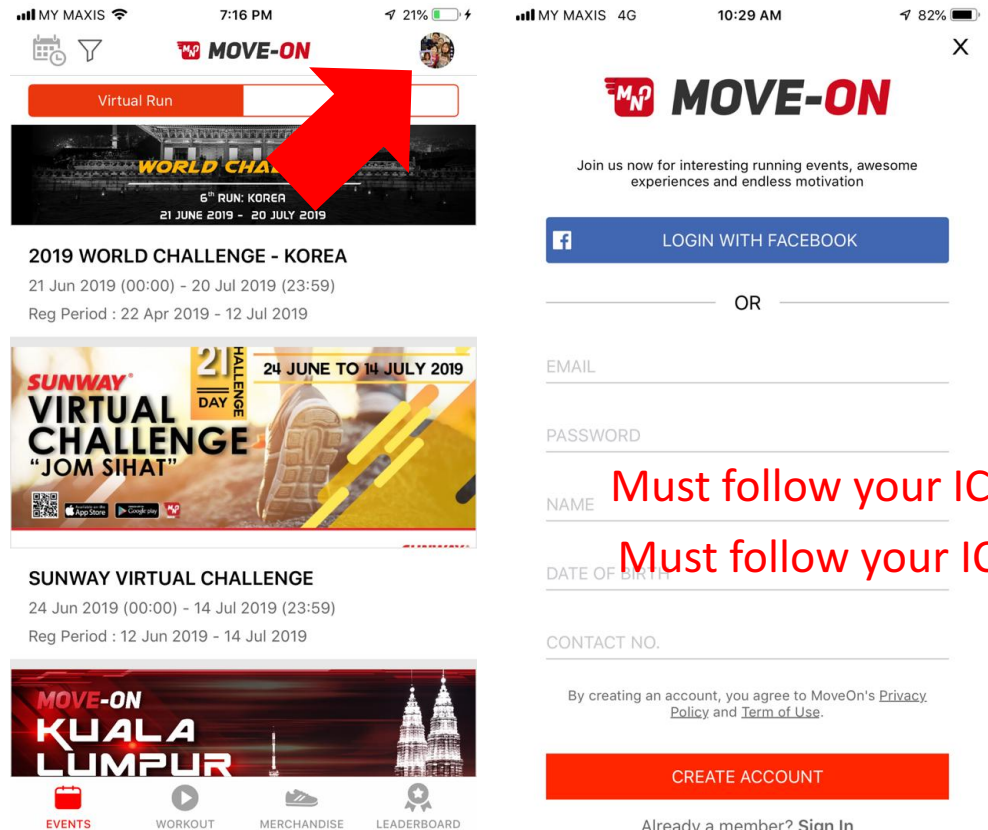 MY MAXIS 7:16 PM 21%
MOVE-ON
Virtual Run
WORLD
6th RUN: KOREA
21 JUNE 2019 - 20 JULY 2019
2019 WORLD CHALLENGE - KOREA
21 Jun 2019 (00:00) - 20 Jul 2019 (23:59)
Reg Period : 22 Apr 2019 - 12 Jul 2019
21 DAY CHALLENGE
24 JUNE TO 14 JULY 2019
SUNWAY
VIRTUAL
CHALLENGE
“JOM SIHAT”
Available on the App Store
Google play
SUNWAY VIRTUAL CHALLENGE
24 Jun 2019 (00:00) - 14 Jul 2019 (23:59)
Reg Period : 12 Jun 2019 - 14 Jul 2019
MOVE-ON
KUALA
LUMPUR
EVENTS WORKOUT MERCHANDISE LEADERBOARD
MY MAXIS 4G 10:29 AM 82%
X
MOVE-ON
Join us now for interesting running events, awesome
experiences and endless motivation
f LOGIN WITH FACEBOOK
OR
EMAIL
PASSWORD
NAME Must follow your IC
DATE OF BIRTH Must follow your IC
CONTACT NO.
By creating an account, you agree to MoveOn's Privacy
Policy and Term of Use.
CREATE ACCOUNT
Already a member? Sign In